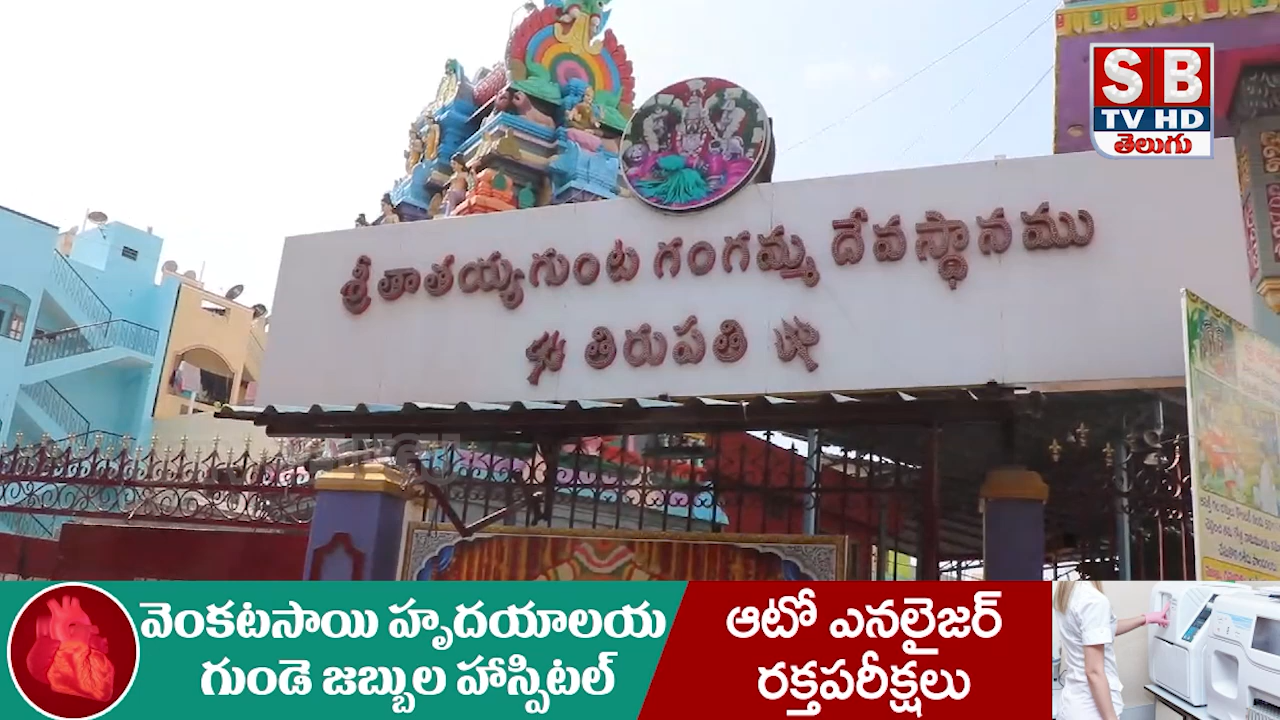 SB
TV HD
తెలుగు
శ్రీ తాతయ్యగుంట గంగమ్మ దేవస్థానము
తిరుపతి
వెంకటసాయి హృదయాలయ
గుండె జబ్బుల హాస్పిటల్
ఆటో ఎనలైజర్
రక్తపరీక్షలు